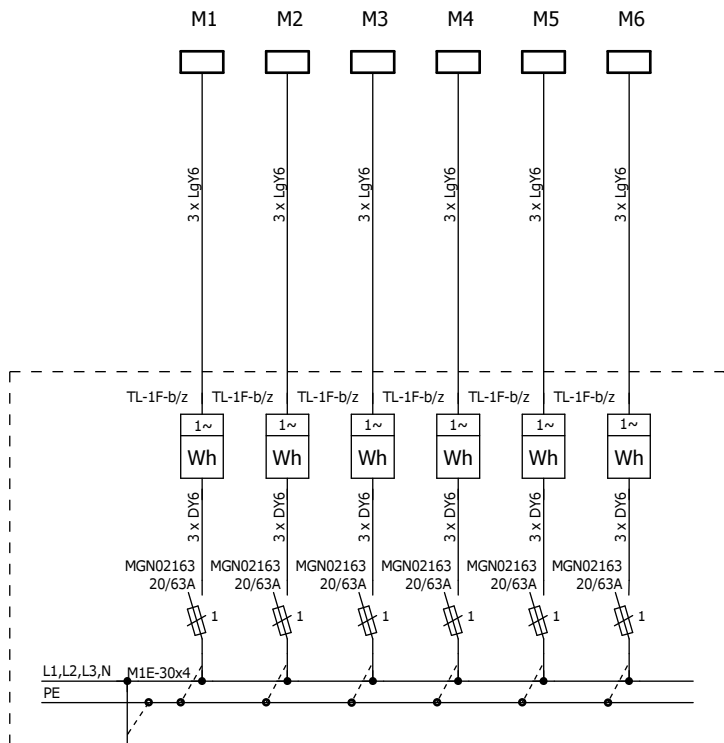 M1 M2 M3 M4 M5 M6
3 x LgY6 3 x LgY6 3 x LgY6 3 x LgY6 3 x LgY6 3 x LgY6
TL-1F-b/z TL-1F-b/z TL-1F-b/z TL-1F-b/z TL-1F-b/z TL-1F-b/z
1~ 1~ 1~ 1~ 1~ 1~
Wh Wh Wh Wh Wh Wh
3 x DY6 3 x DY6 3 x DY6 3 x DY6 3 x DY6 3 x DY6
MGN02163 MGN02163 MGN02163 MGN02163 MGN02163 MGN02163
20/63A 20/63A 20/63A 20/63A 20/63A 20/63A
1 1 1 1 1 1
L1,L2,L3,N M1E-30x4
PE